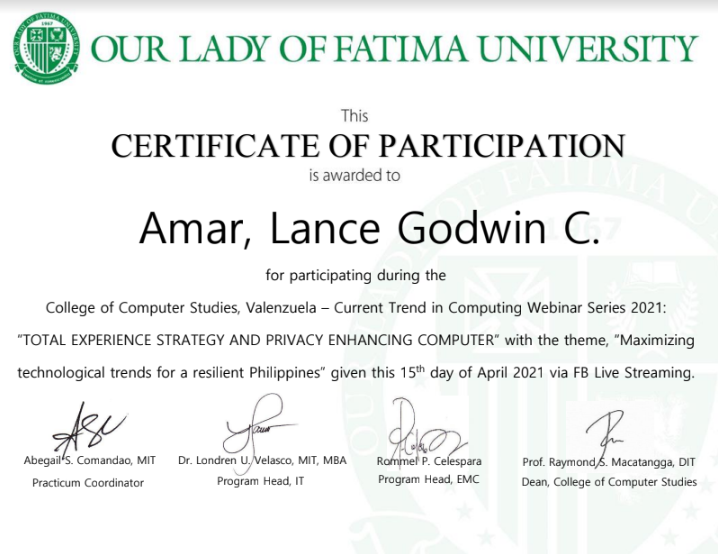 1967
OUR LADY OF FATIMA UNIVERSITY
This
CERTIFICATE OF PARTICIPATION
is awarded to
Amar, Lance Godwin C.
for participating during the
College of Computer Studies, Valenzuela – Current Trend in Computing Webinar Series 2021:
“TOTAL EXPERIENCE STRATEGY AND PRIVACY ENHANCING COMPUTER” with the theme, “Maximizing
technological trends for a resilient Philippines” given this 15th day of April 2021 via FB Live Streaming.
Abegail S. Comandao, MIT
Practicum Coordinator
Dr. Londren U. Velasco, MIT, MBA
Program Head, IT
Rommel P. Celespara
Program Head, EMC
Prof. Raymond S. Macatangga, DIT
Dean, College of Computer Studies